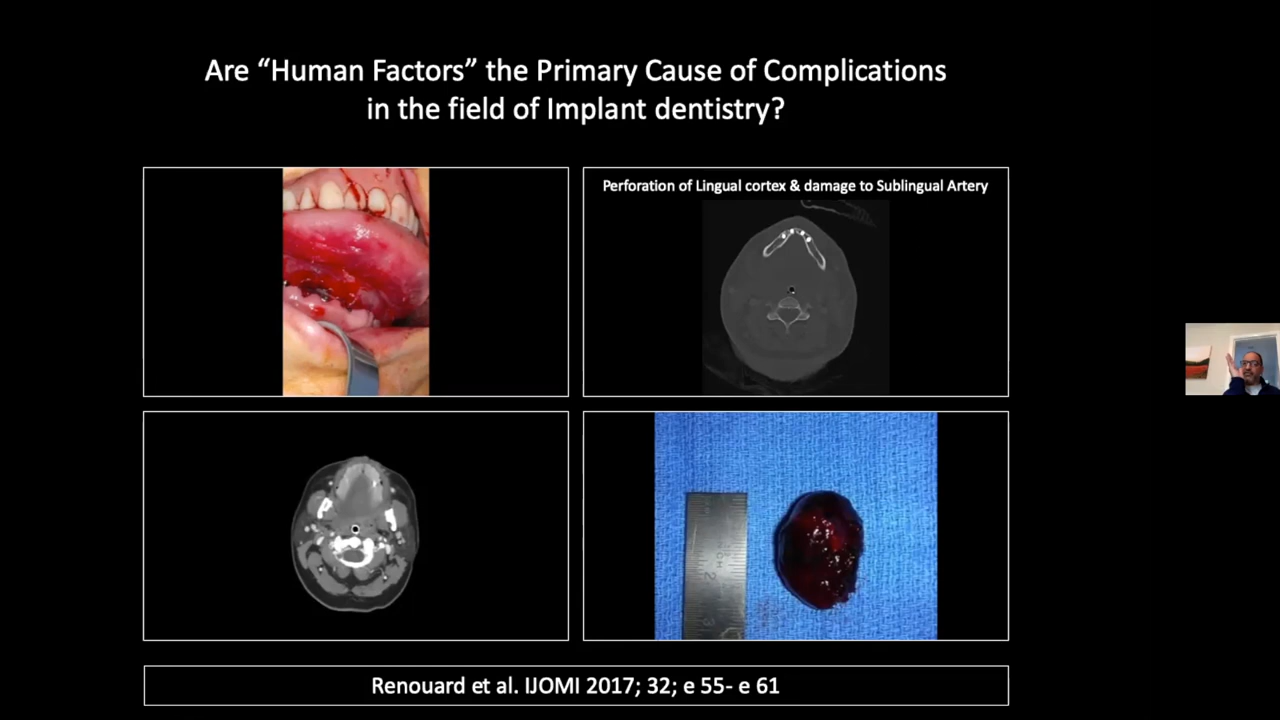 Are “Human Factors” the Primary Cause of Complications
in the field of Implant dentistry?
Perforation of Lingual cortex & damage to Sublingual Artery
Renouard et al. IJOMI 2017; 32; e 55- e 61